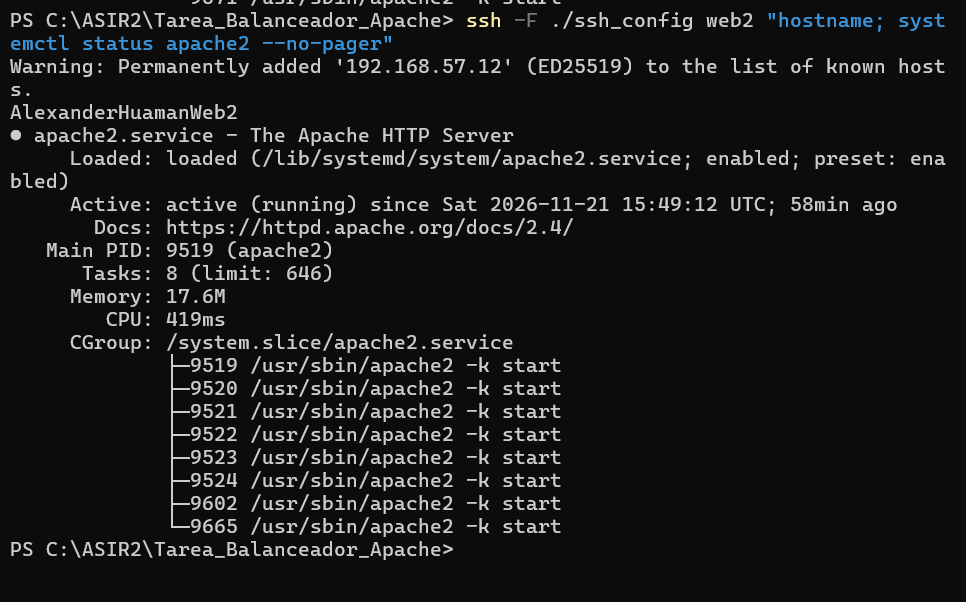 PS C:\ASIR2\Tarea_Balanceador_Apache> ssh -F ./ssh_config web2 "hostname; syst
emctl status apache2 --no-pager"
Warning: Permanently added '192.168.57.12' (ED25519) to the list of known host
s.
AlexanderHuamanWeb2
● apache2.service - The Apache HTTP Server
     Loaded: loaded (/lib/systemd/system/apache2.service; enabled; preset: ena
bled)
     Active: active (running) since Sat 2026-11-21 15:49:12 UTC; 58min ago
       Docs: https://httpd.apache.org/docs/2.4/
   Main PID: 9519 (apache2)
      Tasks: 8 (limit: 646)
     Memory: 17.6M
        CPU: 419ms
     CGroup: /system.slice/apache2.service
             ├─9519 /usr/sbin/apache2 -k start
             ├─9520 /usr/sbin/apache2 -k start
             ├─9521 /usr/sbin/apache2 -k start
             ├─9522 /usr/sbin/apache2 -k start
             ├─9523 /usr/sbin/apache2 -k start
             ├─9524 /usr/sbin/apache2 -k start
             ├─9602 /usr/sbin/apache2 -k start
             └─9665 /usr/sbin/apache2 -k start
PS C:\ASIR2\Tarea_Balanceador_Apache>